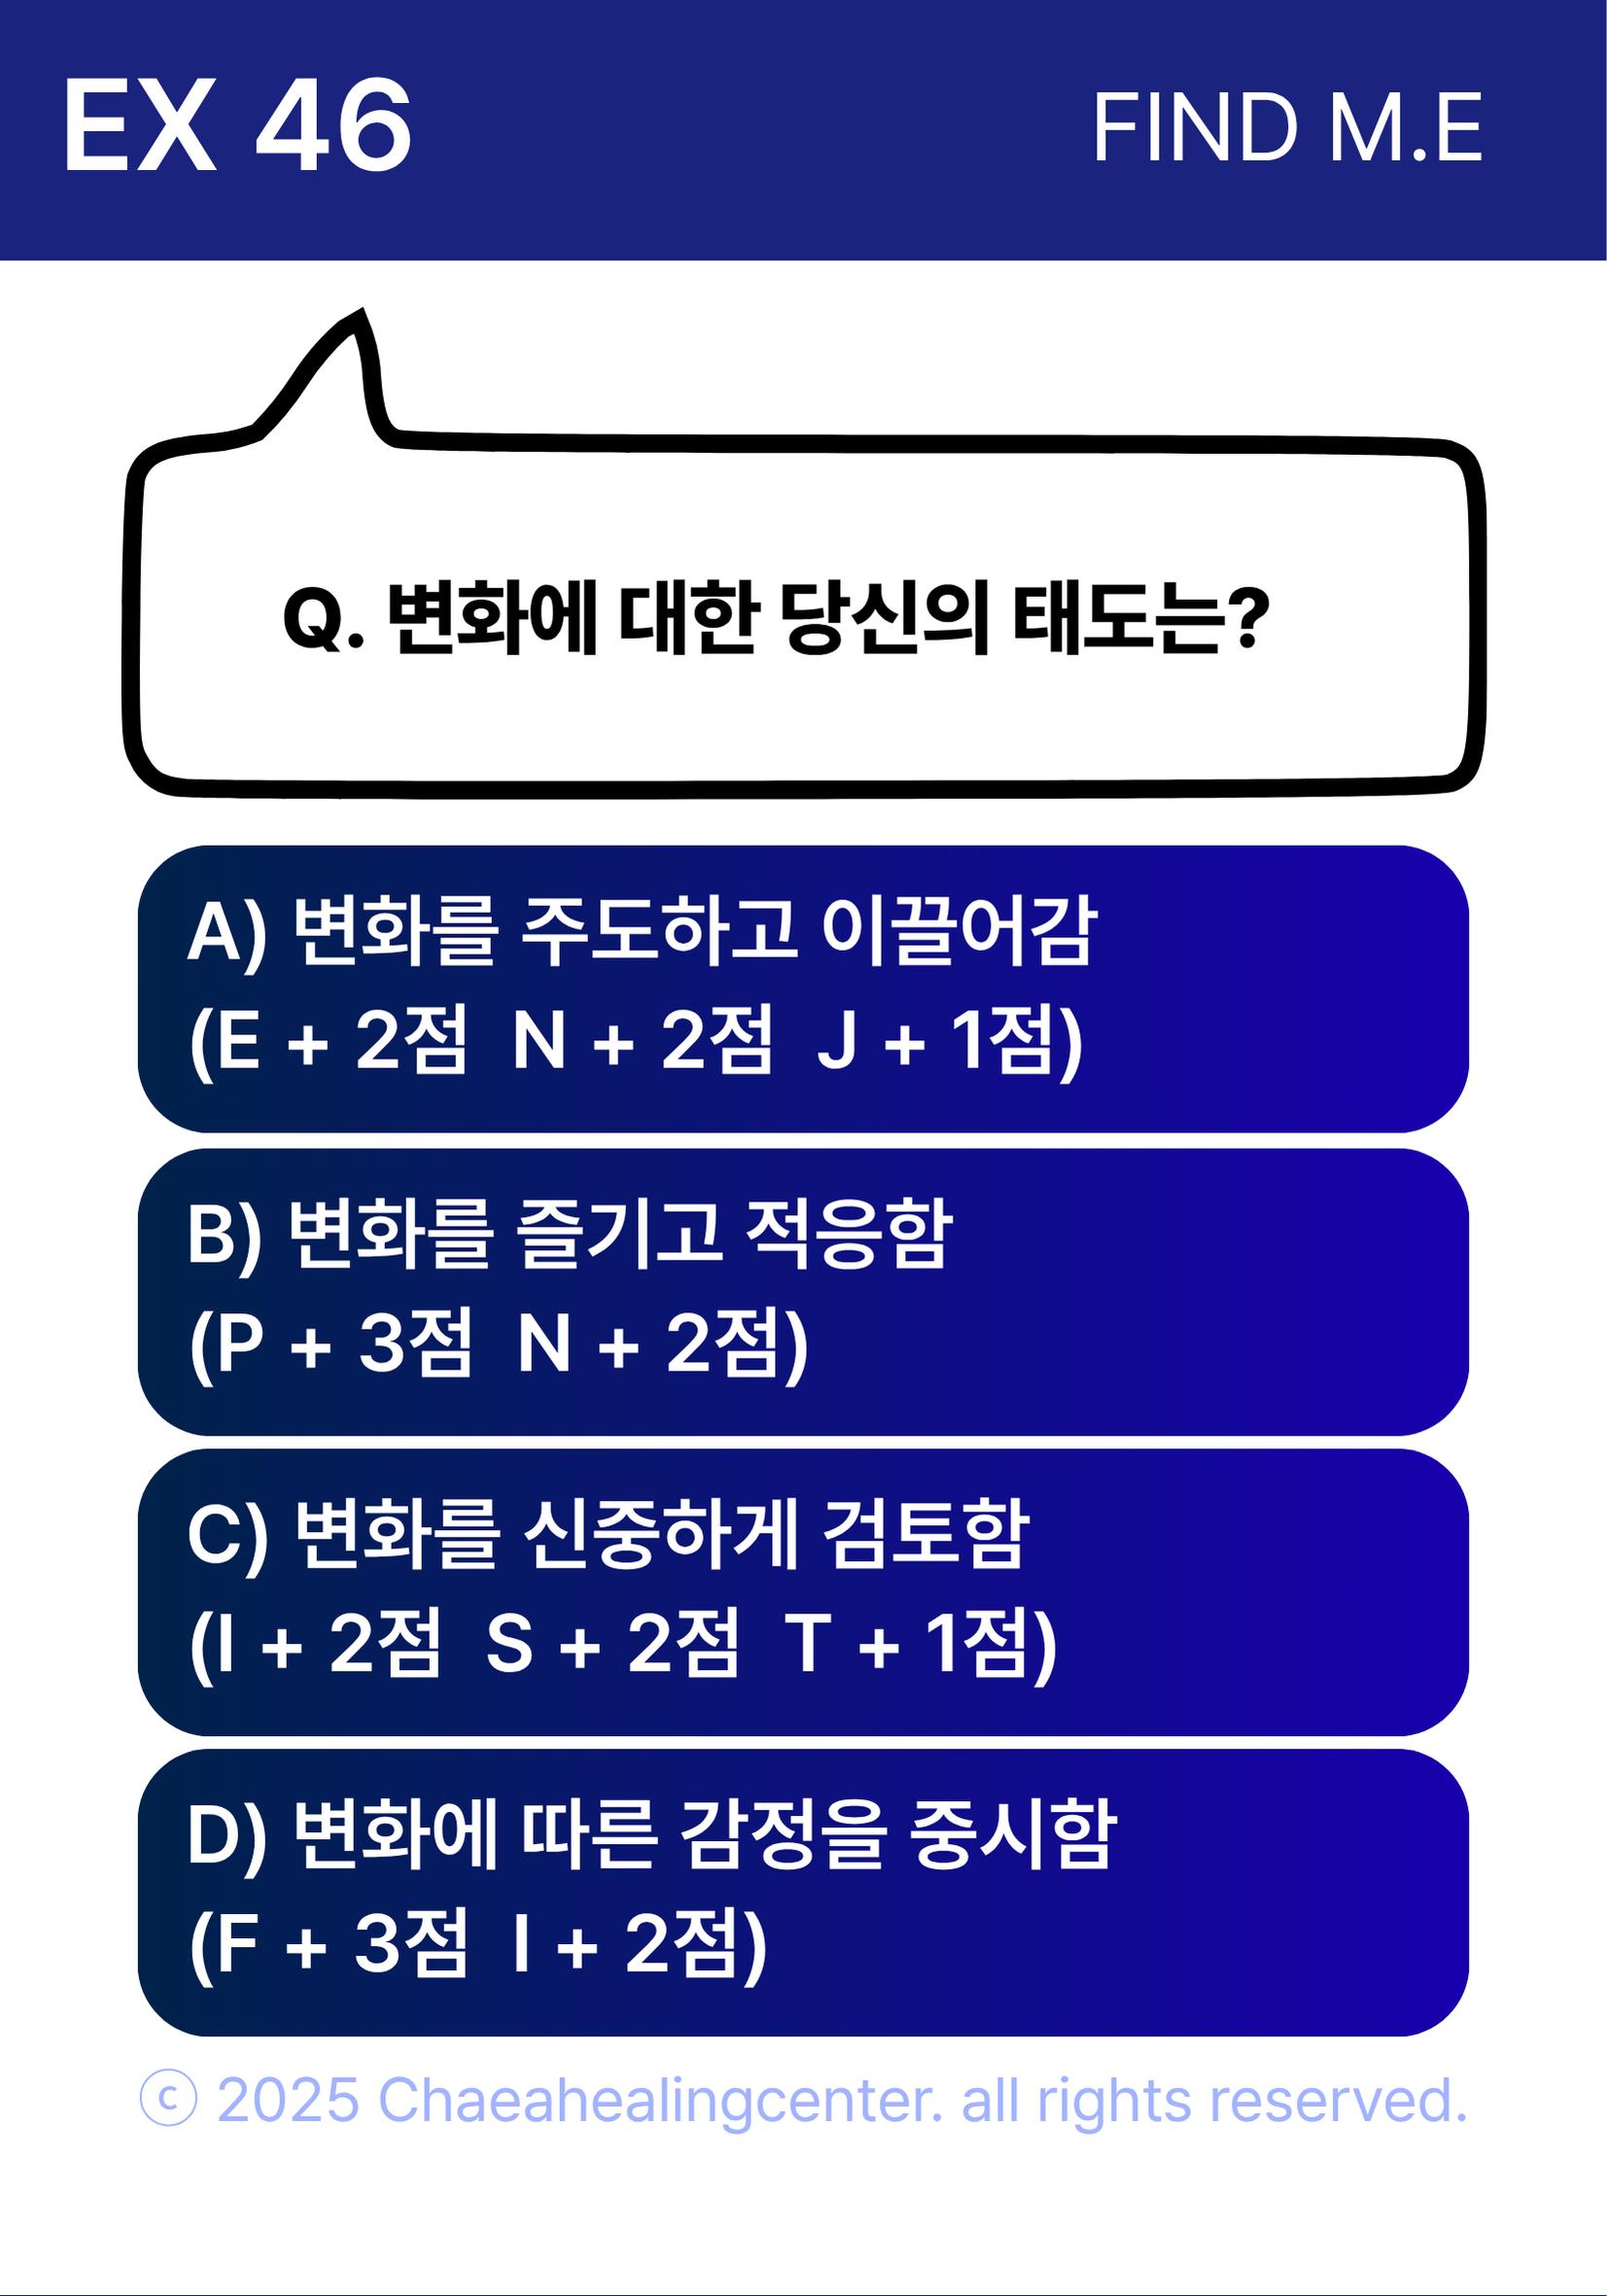 EX 46
FIND M.E
Q. 변화에 대한 당신의 태도는?
A) 변화를 주도하고 이끌어감
(E + 2점  N + 2점  J + 1점)
B) 변화를 즐기고 적응함
(P + 3점  N + 2점)
C) 변화를 신중하게 검토함
(I + 2점  S + 2점  T + 1점)
D) 변화에 따른 감정을 중시함
(F + 3점  I + 2점)
© 2025 Chaeahealingcenter. all rights reserved.